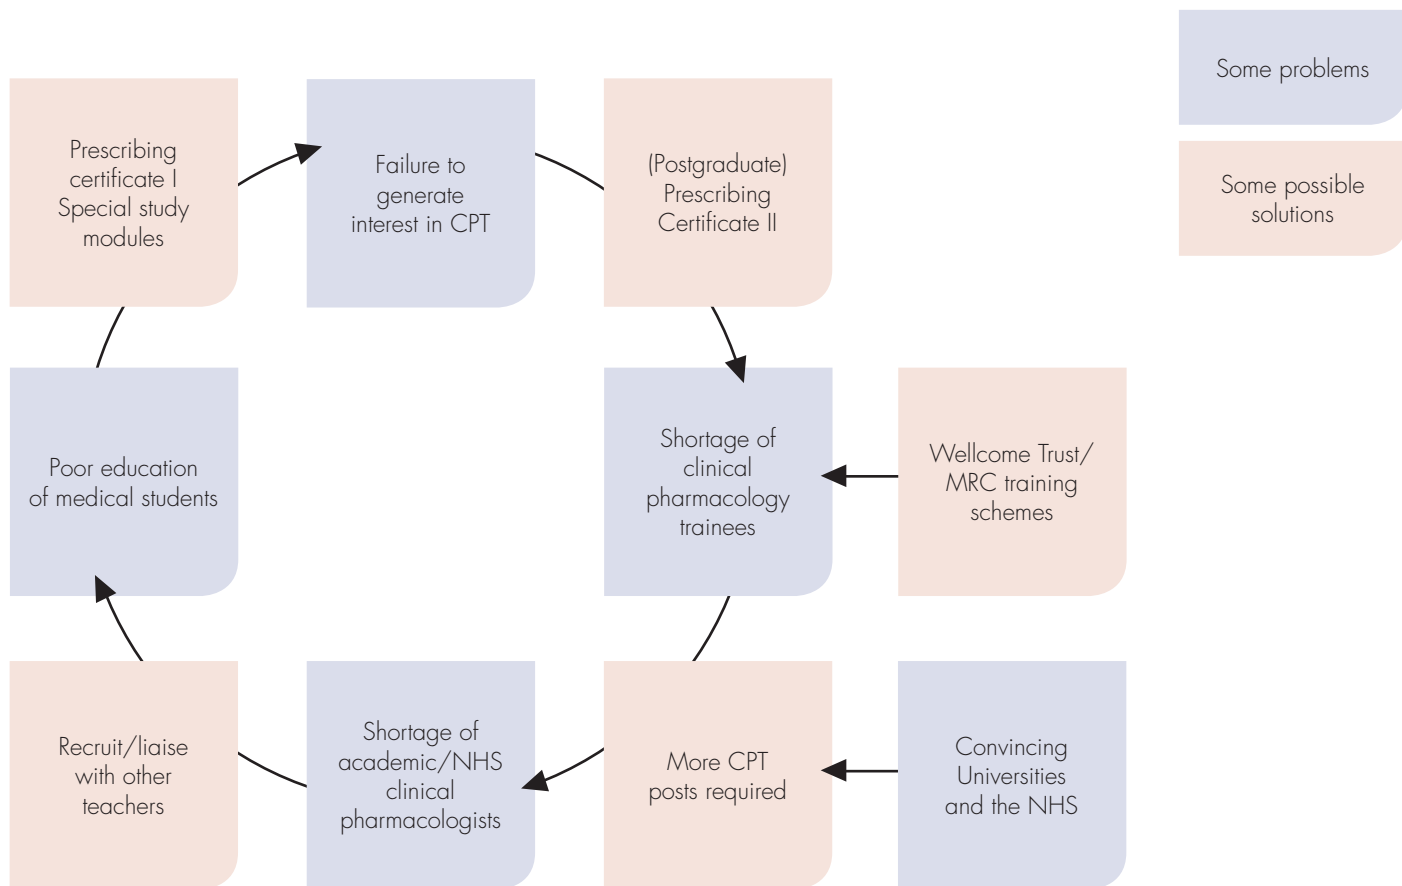 Some problems
Some possible
solutions
Prescribing
certificate I
Special study
modules
Failure to
generate
interest in CPT
(Postgraduate)
Prescribing
Certificate II
Poor education
of medical students
Shortage of
clinical
pharmacology
trainees
Wellcome Trust/
MRC training
schemes
Recruit/liaise
with other
teachers
Shortage of
academic/NHS
clinical
pharmacologists
More CPT
posts required
Convincing
Universities
and the NHS